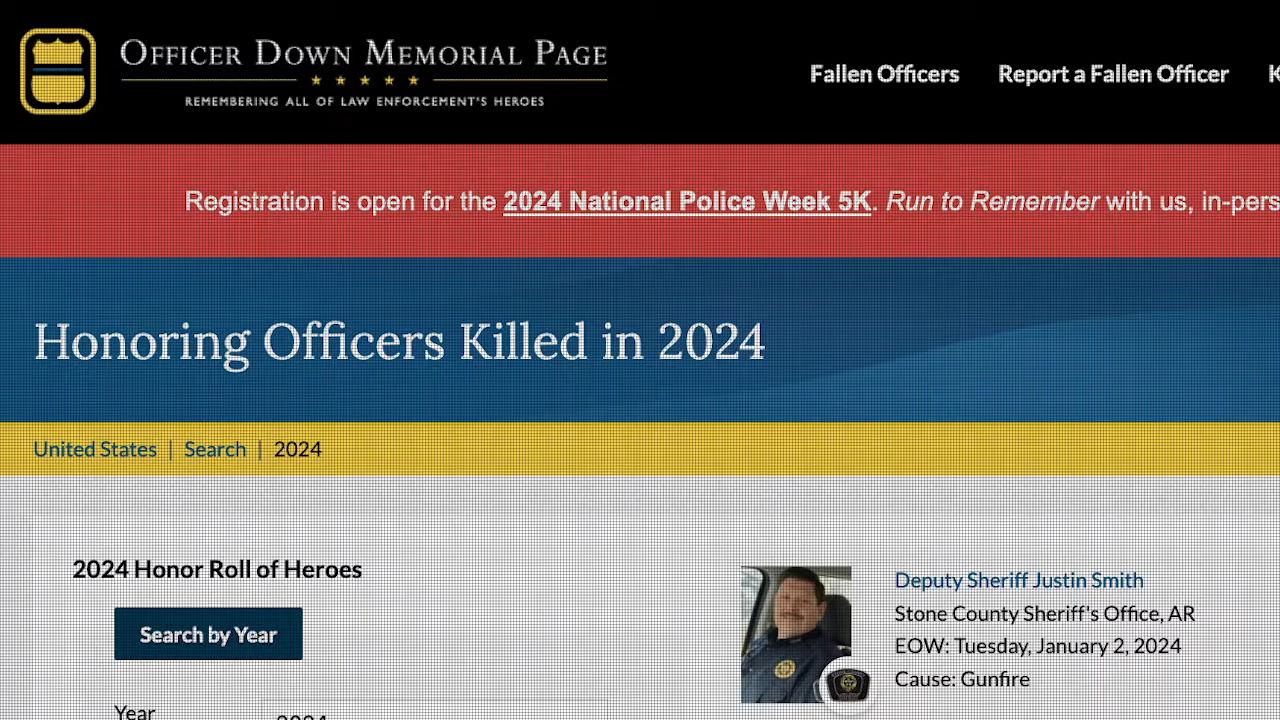 OFFICER DOWN MEMORIAL PAGE
REMEMBERING ALL OF LAW ENFORCEMENT'S HEROES
Fallen Officers
Report a Fallen Officer
K
Registration is open for the 2024 National Police Week 5K. Run to Remember with us, in-pers
Honoring Officers Killed in 2024
United States | Search | 2024
2024 Honor Roll of Heroes
Search by Year
Year
2024
Deputy Sheriff Justin Smith
Stone County Sheriff's Office, AR
EOW: Tuesday, January 2, 2024
Cause: Gunfire